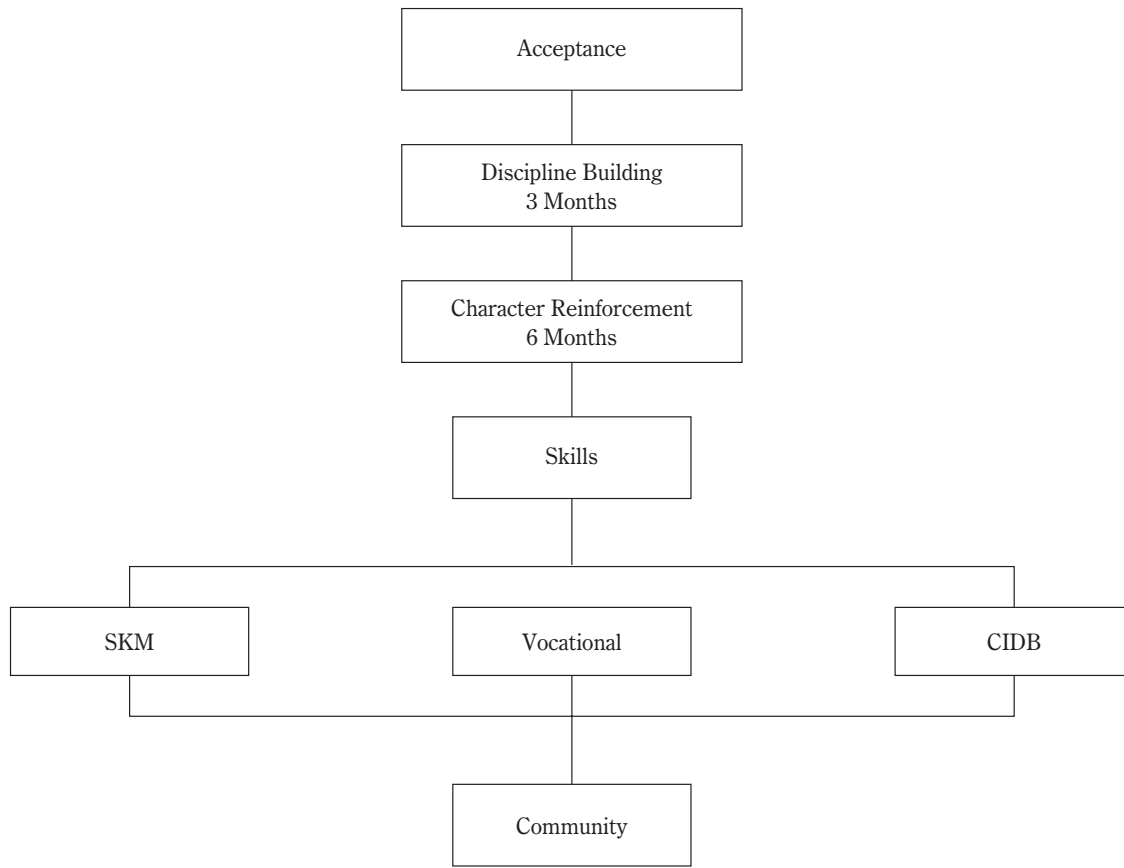 Acceptance
Discipline Building
3 Months
Character Reinforcement
6 Months
Skills
SKM
Vocational
CIDB
Community